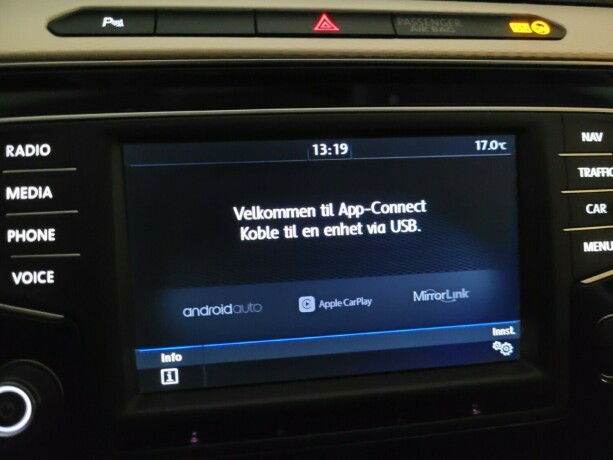 P
PASSENGER
AIR BAG
RADIO
MEDIA
PHONE
VOICE
13:19
17.0°C
Velkommen til App-Connect
Koble til en enhet via USB.
androidauto
Apple CarPlay
MirrorLink
Info
Innst.
NAV
TRAFFIC
CAR
MENU